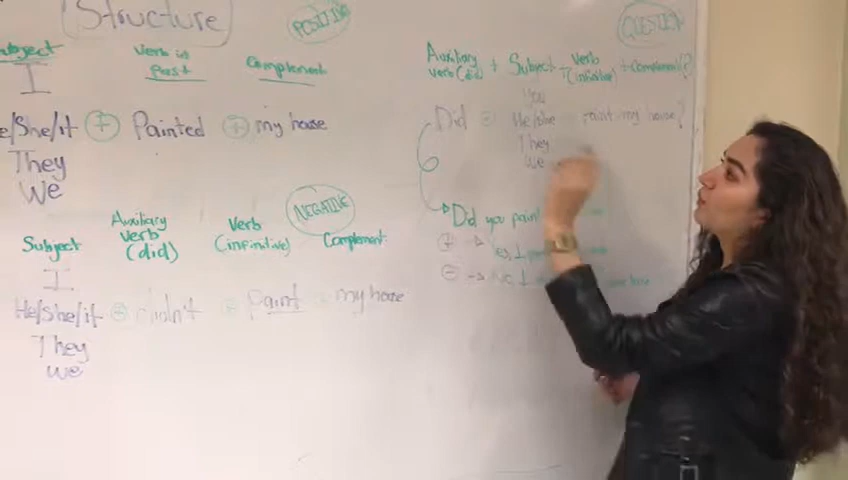 Structure
POSITIVE
Subject
Verb in
Past
Complement
I
He/She/it + Painted + my house
They
We
NEGATIVE
Subject
Auxiliary
verb
(did)
Verb
(infinitive)
Complement
I
He/She/it + didn't + paint my house
They
We
QUESTION
Auxiliary
verb (did) + Subject + Verb
(infinitive) + complement (?)
You
Did He/She paint my house?
They
We
Did you paint
+ → Yes, I
- → No, I